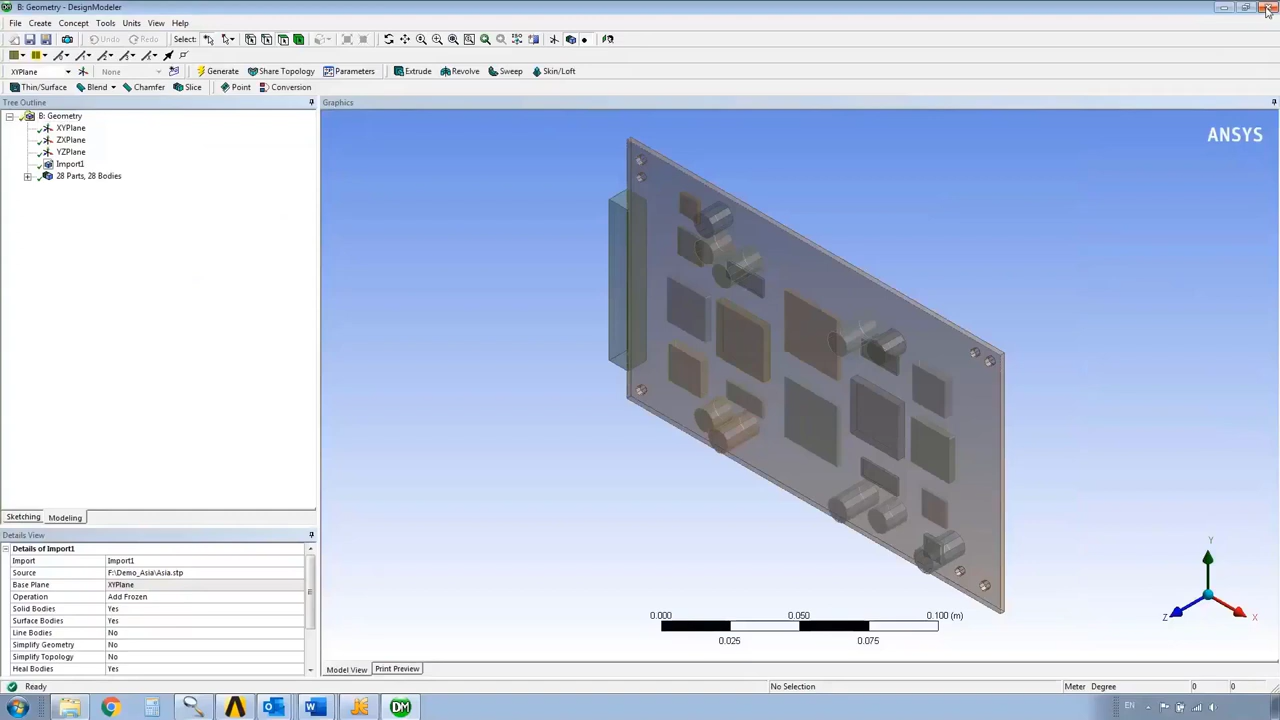 B: Geometry - DesignModeler
File Create Concept Tools Units View Help
Undo Redo Select:
XYPlane None Generate Share Topology Parameters Extrude Revolve Sweep Skin/Loft
Thin/Surface Blend Chamfer Slice Point Conversion
Tree Outline
Graphics
B: Geometry
XYPlane
ZXPlane
YZPlane
Import1
28 Parts, 28 Bodies
ANSYS
Sketching Modeling
Details View
Details of Import1
Import Import1
Source F:\Demo_Asia\Asia.stp
Base Plane XYPlane
Operation Add Frozen
Solid Bodies Yes
Surface Bodies Yes
Line Bodies No
Simplify Geometry No
Simplify Topology No
Heal Bodies Yes
0.000 0.050 0.100 (m)
0.025 0.075
Y
Z
X
Model View Print Preview
Ready No Selection Meter Degree 0 0
EN